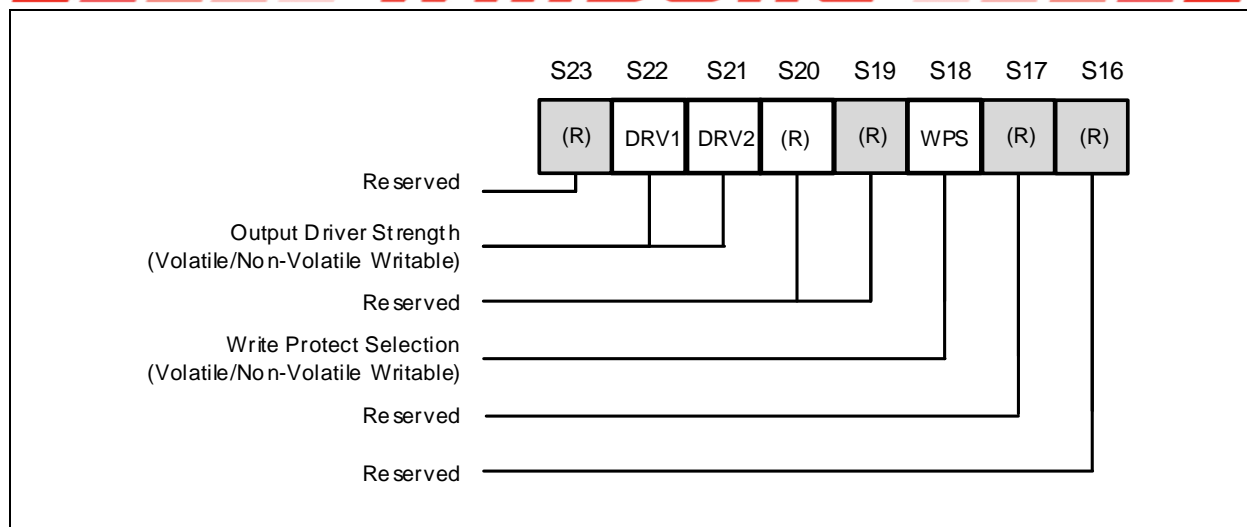 S23 S22 S21 S20 S19 S18 S17 S16
(R) DRV1 DRV2 (R) (R) WPS (R) (R)
Reserved
Output Driver Strength
(Volatile/Non-Volatile Writable)
Reserved
Write Protect Selection
(Volatile/Non-Volatile Writable)
Reserved
Reserved